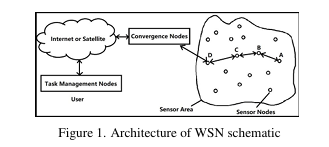 Internet or Satellite
Convergence Nodes
D
C
B
A
Task Management Nodes
User
Sensor Area
Sensor Nodes
Figure 1. Architecture of WSN schematic